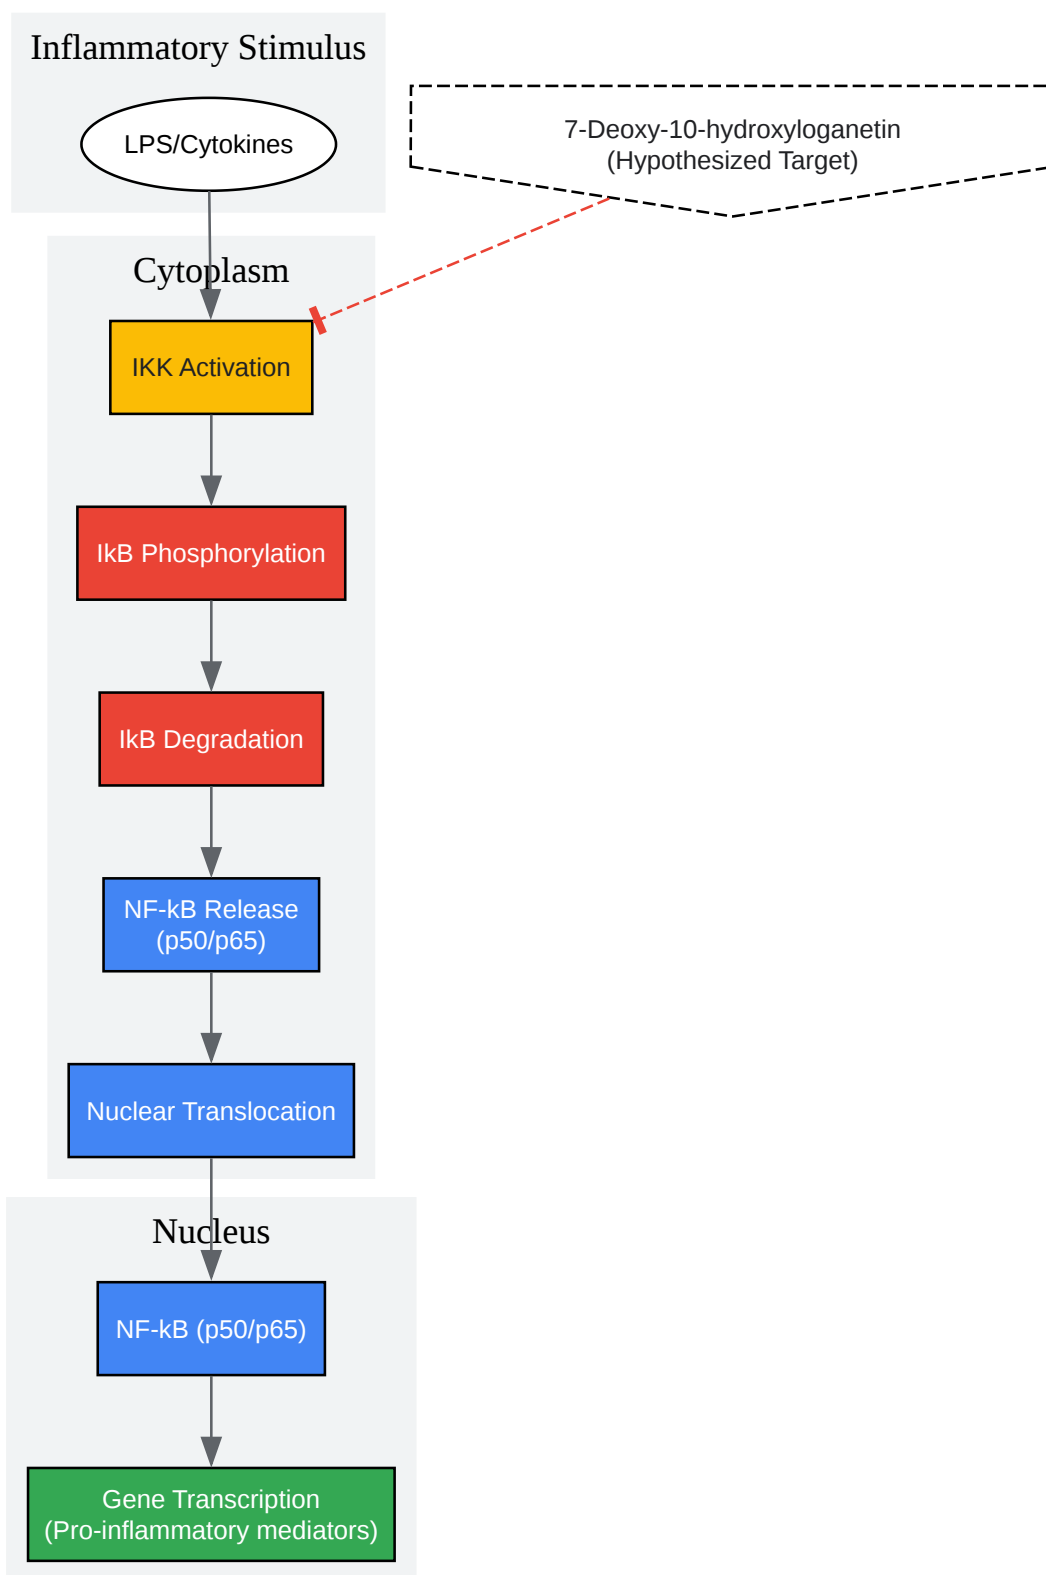 Inflammatory Stimulus
LPS/Cytokines
7-Deoxy-10-hydroxyloganetin
(Hypothesized Target)
Cytoplasm
IKK Activation
IkB Phosphorylation
IkB Degradation
NF-kB Release
(p50/p65)
Nuclear Translocation
Nucleus
NF-kB (p50/p65)
Gene Transcription
(Pro-inflammatory mediators)